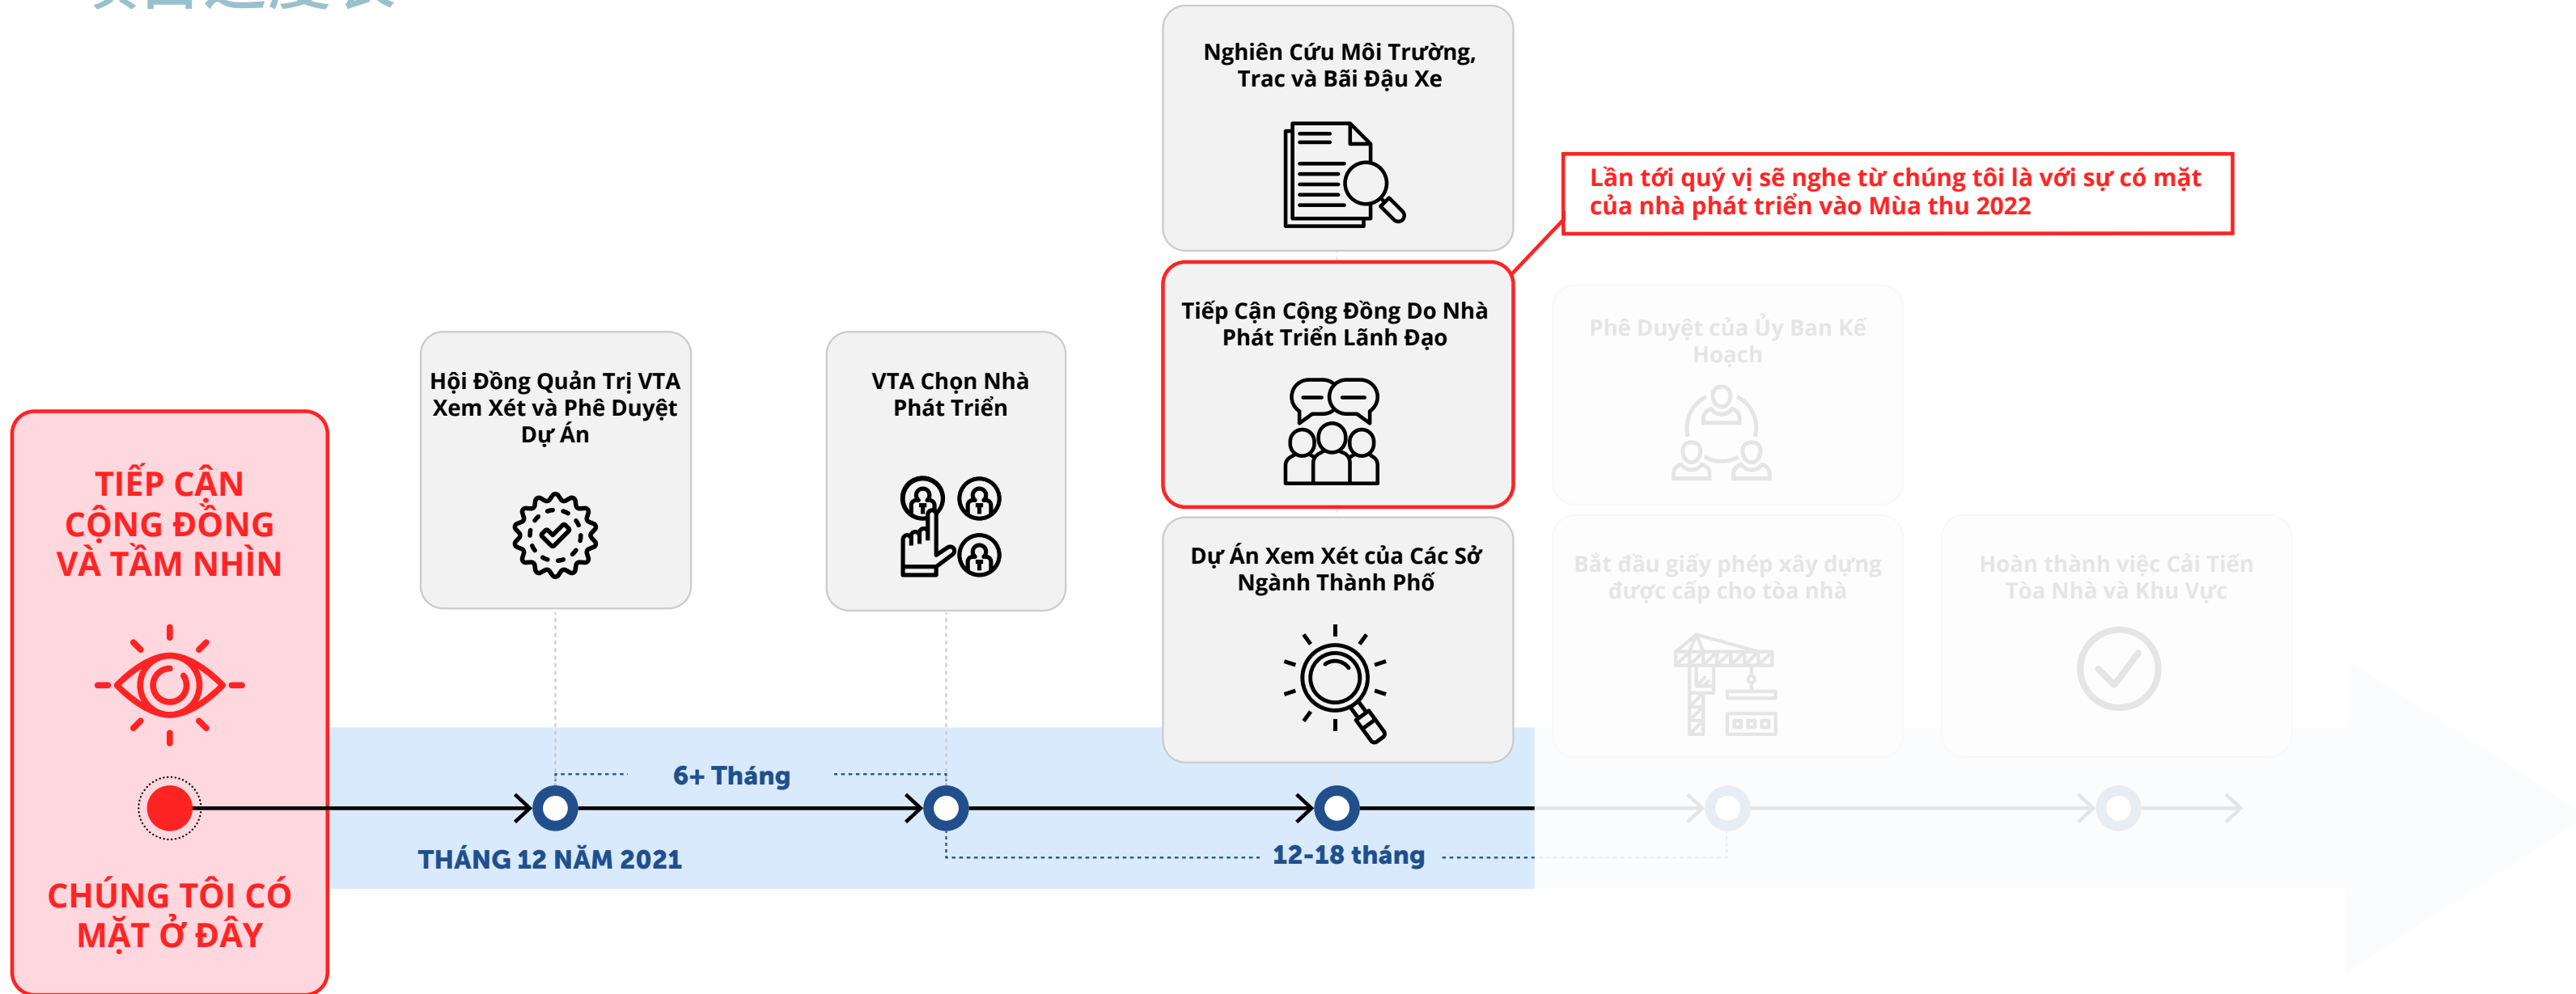 Nghiên Cứu Môi Trường,
Trac và Bãi Đậu Xe
Lần tới quý vị sẽ nghe từ chúng tôi là với sự có mặt
của nhà phát triển vào Mùa thu 2022
Tiếp Cận Cộng Đồng Do Nhà
Phát Triển Lãnh Đạo
Phê Duyệt của Ủy Ban Kế
Hoạch
Hội Đồng Quản Trị VTA
Xem Xét và Phê Duyệt
Dự Án
VTA Chọn Nhà
Phát Triển
TIẾP CẬN
CỘNG ĐỒNG
VÀ TẦM NHÌN
Dự Án Xem Xét của Các Sở
Ngành Thành Phố
Bắt đầu giấy phép xây dựng
được cấp cho tòa nhà
Hoàn thành việc Cải Tiến
Tòa Nhà và Khu Vực
6+ Tháng
THÁNG 12 NĂM 2021
12-18 tháng
CHÚNG TÔI CÓ
MẶT Ở ĐÂY